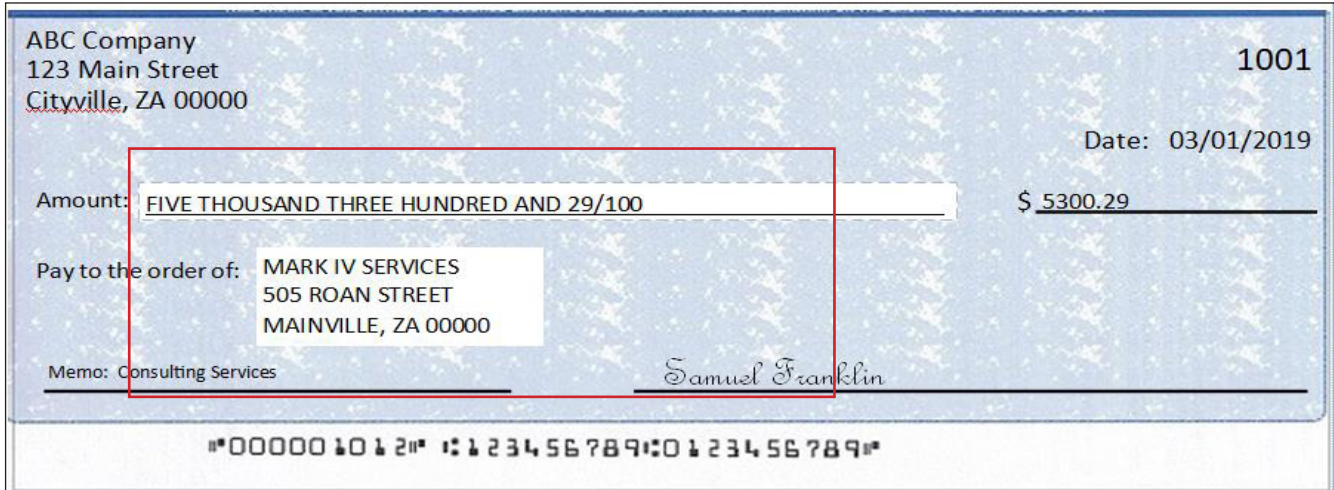 ABC Company
123 Main Street
Cityville, ZA 00000
1001
Date: 03/01/2019
Amount: FIVE THOUSAND THREE HUNDRED AND 29/100 $ 5300.29
Pay to the order of: MARK IV SERVICES
505 ROAN STREET
MAINVILLE, ZA 00000
Memo: Consulting Services Samuel Franklin
⑈000001012⑈ ⑆123456789⑆0123456789⑈